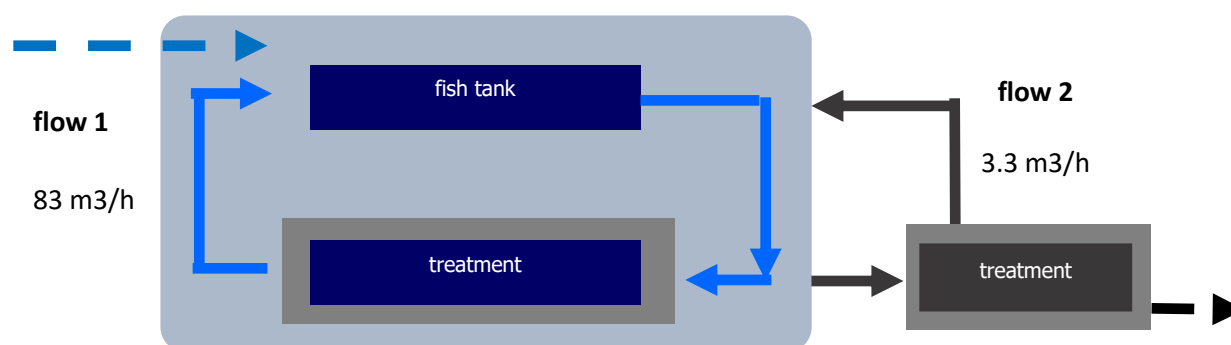 fish tank
flow 1
83 m3/h
treatment
flow 2
3.3 m3/h
treatment